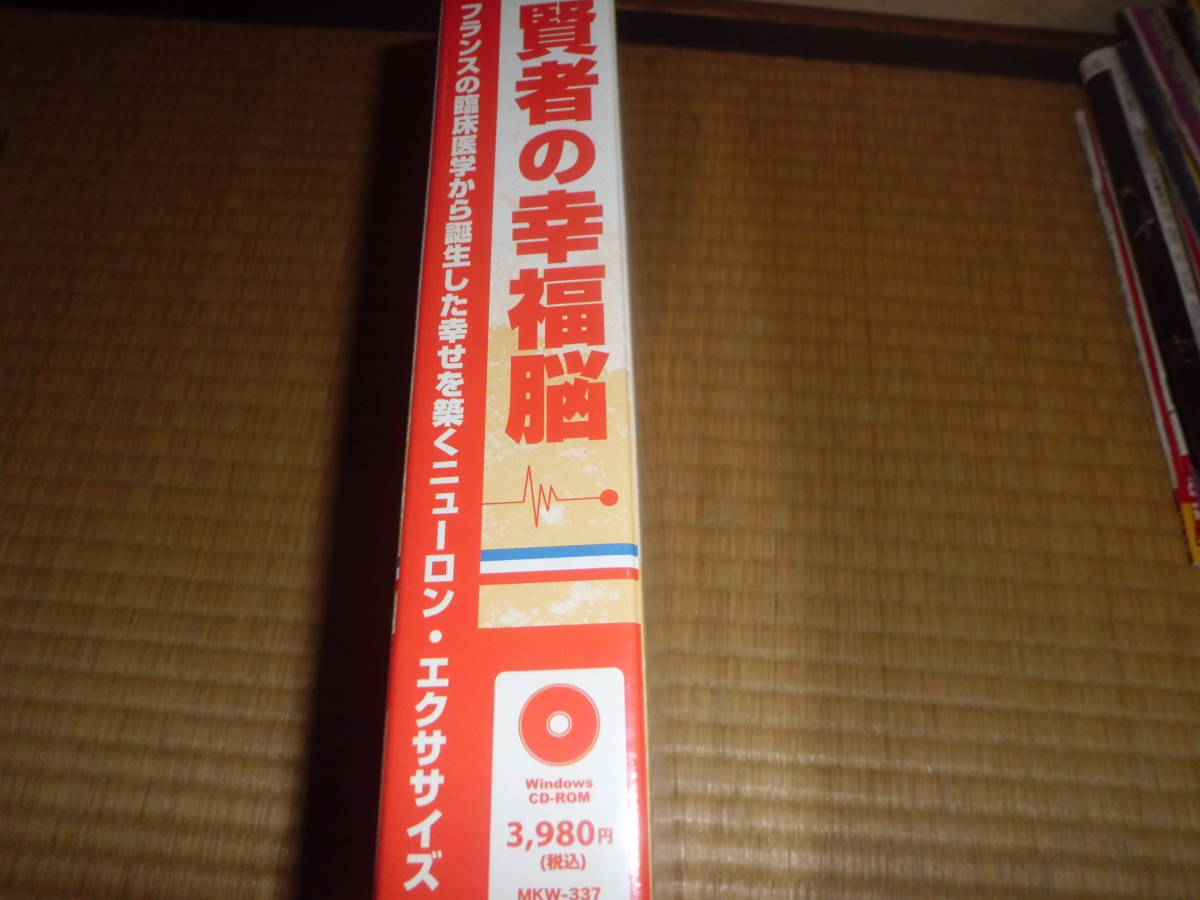 賢者の幸福脳
フランスの臨床医学から誕生した幸せを築くニューロン・エクササイズ
Windows
CD-ROM
3,980円
(税込)
MKW-337